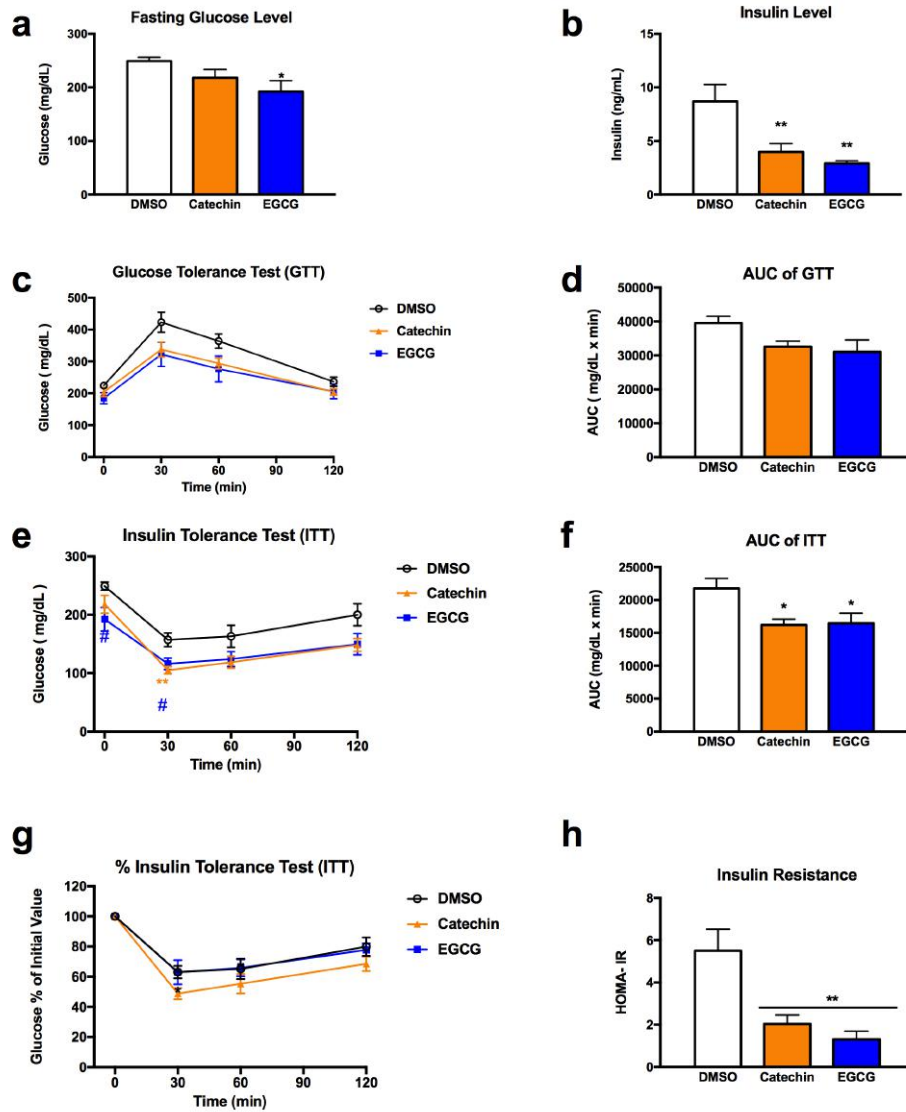 a
Fasting Glucose Level
Glucose (mg/dL)
300
200
100
0
*
DMSO Catechin EGCG
b
Insulin Level
Insulin (ng/mL)
15
10
5
0
** **
DMSO Catechin EGCG
c
Glucose Tolerance Test (GTT)
Glucose ( mg/dL )
500
400
300
200
100
0
0 30 60 90 120
Time (min)
DMSO
Catechin
EGCG
d
AUC of GTT
AUC ( mg/dL x min)
50000
40000
30000
20000
10000
0
DMSO Catechin EGCG
e
Insulin Tolerance Test (ITT)
Glucose ( mg/dL )
300
200
100
0
#
**
#
0 30 60 90 120
Time (min)
DMSO
Catechin
EGCG
f
AUC of ITT
AUC (mg/dL x min)
25000
20000
15000
10000
5000
0
* *
DMSO Catechin EGCG
g
% Insulin Tolerance Test (ITT)
Glucose % of Initial Value
120
100
80
60
40
20
0
*
0 30 60 90 120
Time (min)
DMSO
Catechin
EGCG
h
Insulin Resistance
HOMA- IR
8
6
4
2
0
**
DMSO Catechin EGCG